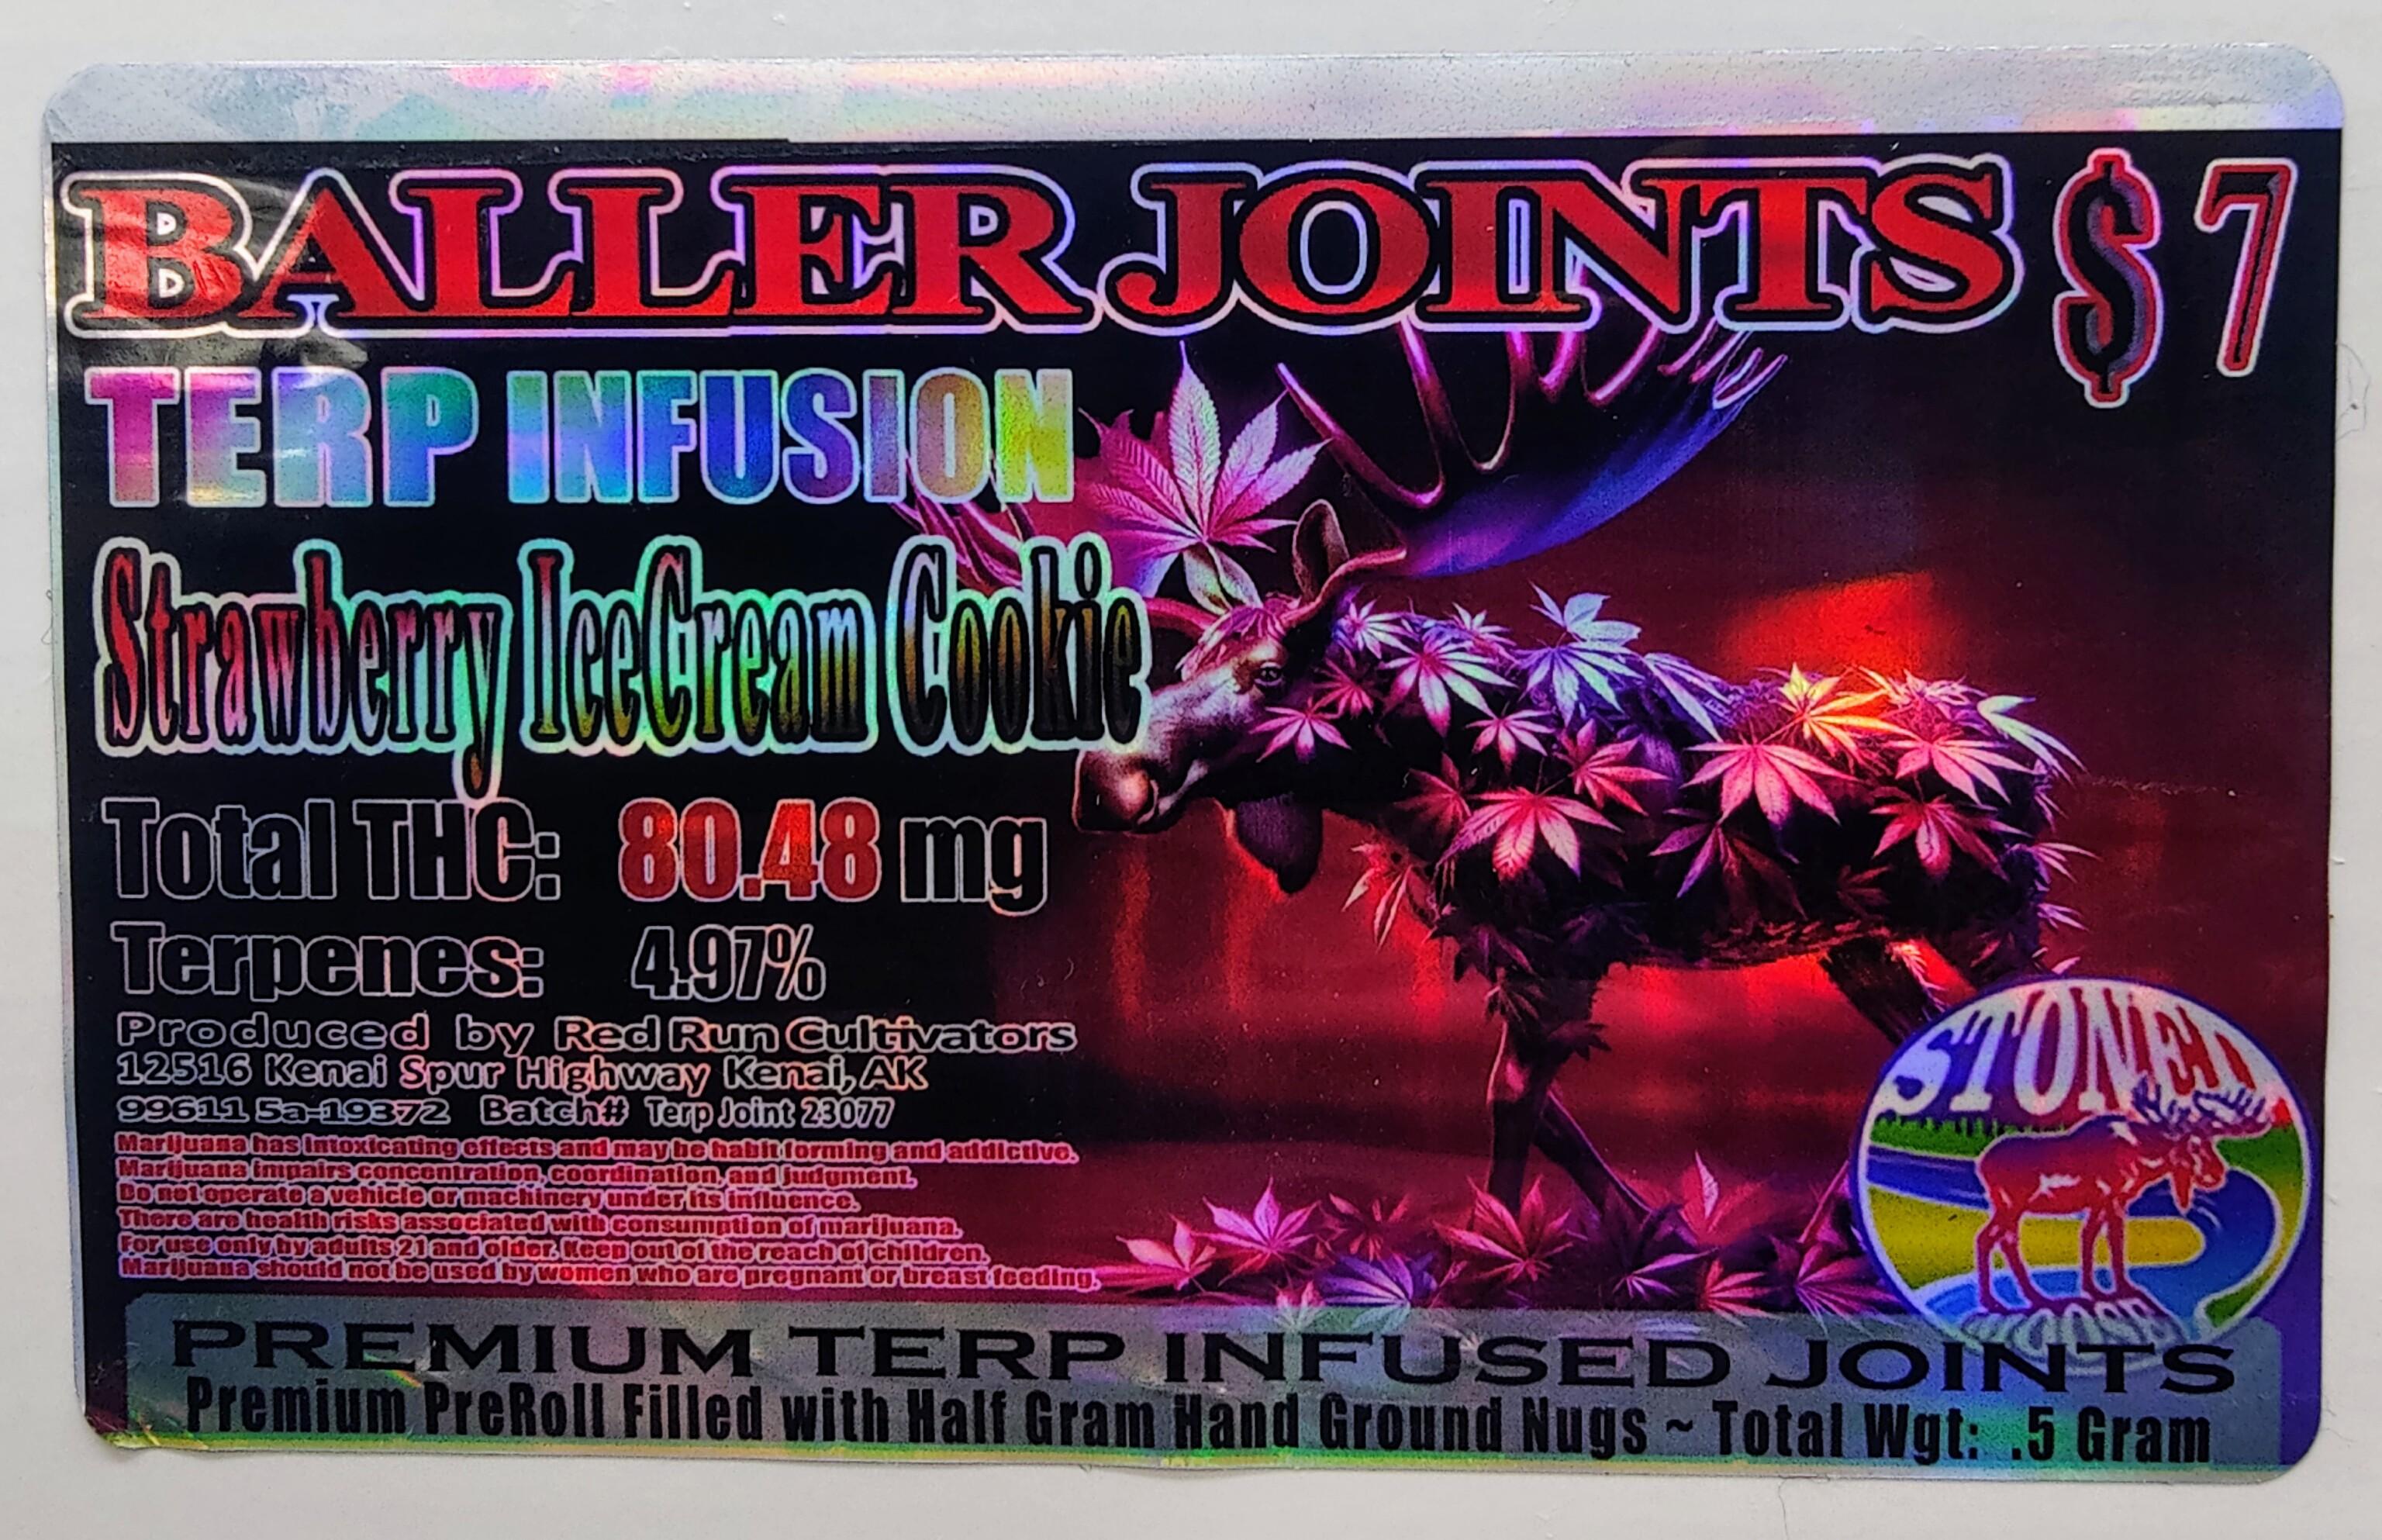 BALLER JOINTS $7
TERP INFUSION
Strawberry IceCream Cookie
Total THC: 80.48 mg
Terpenes: 4.97%
Produced by Red Run Cultivators
12516 Kenai Spur Highway Kenai, AK
99611 5a-19372 Batch# Terp Joint 23077
Marijuana has intoxicating effects and may be habit forming and addictive.
Marijuana impairs concentration, coordination, and judgment.
Do not operate a vehicle or machinery under its influence.
There are health risks associated with consumption of marijuana.
For use only by adults 21 and older. Keep out of the reach of children.
Marijuana should not be used by women who are pregnant or breast feeding.
STONED
MOOSE
PREMIUM TERP INFUSED JOINTS
Premium PreRoll Filled with Half Gram Hand Ground Nugs ~ Total Wgt: .5 Gram